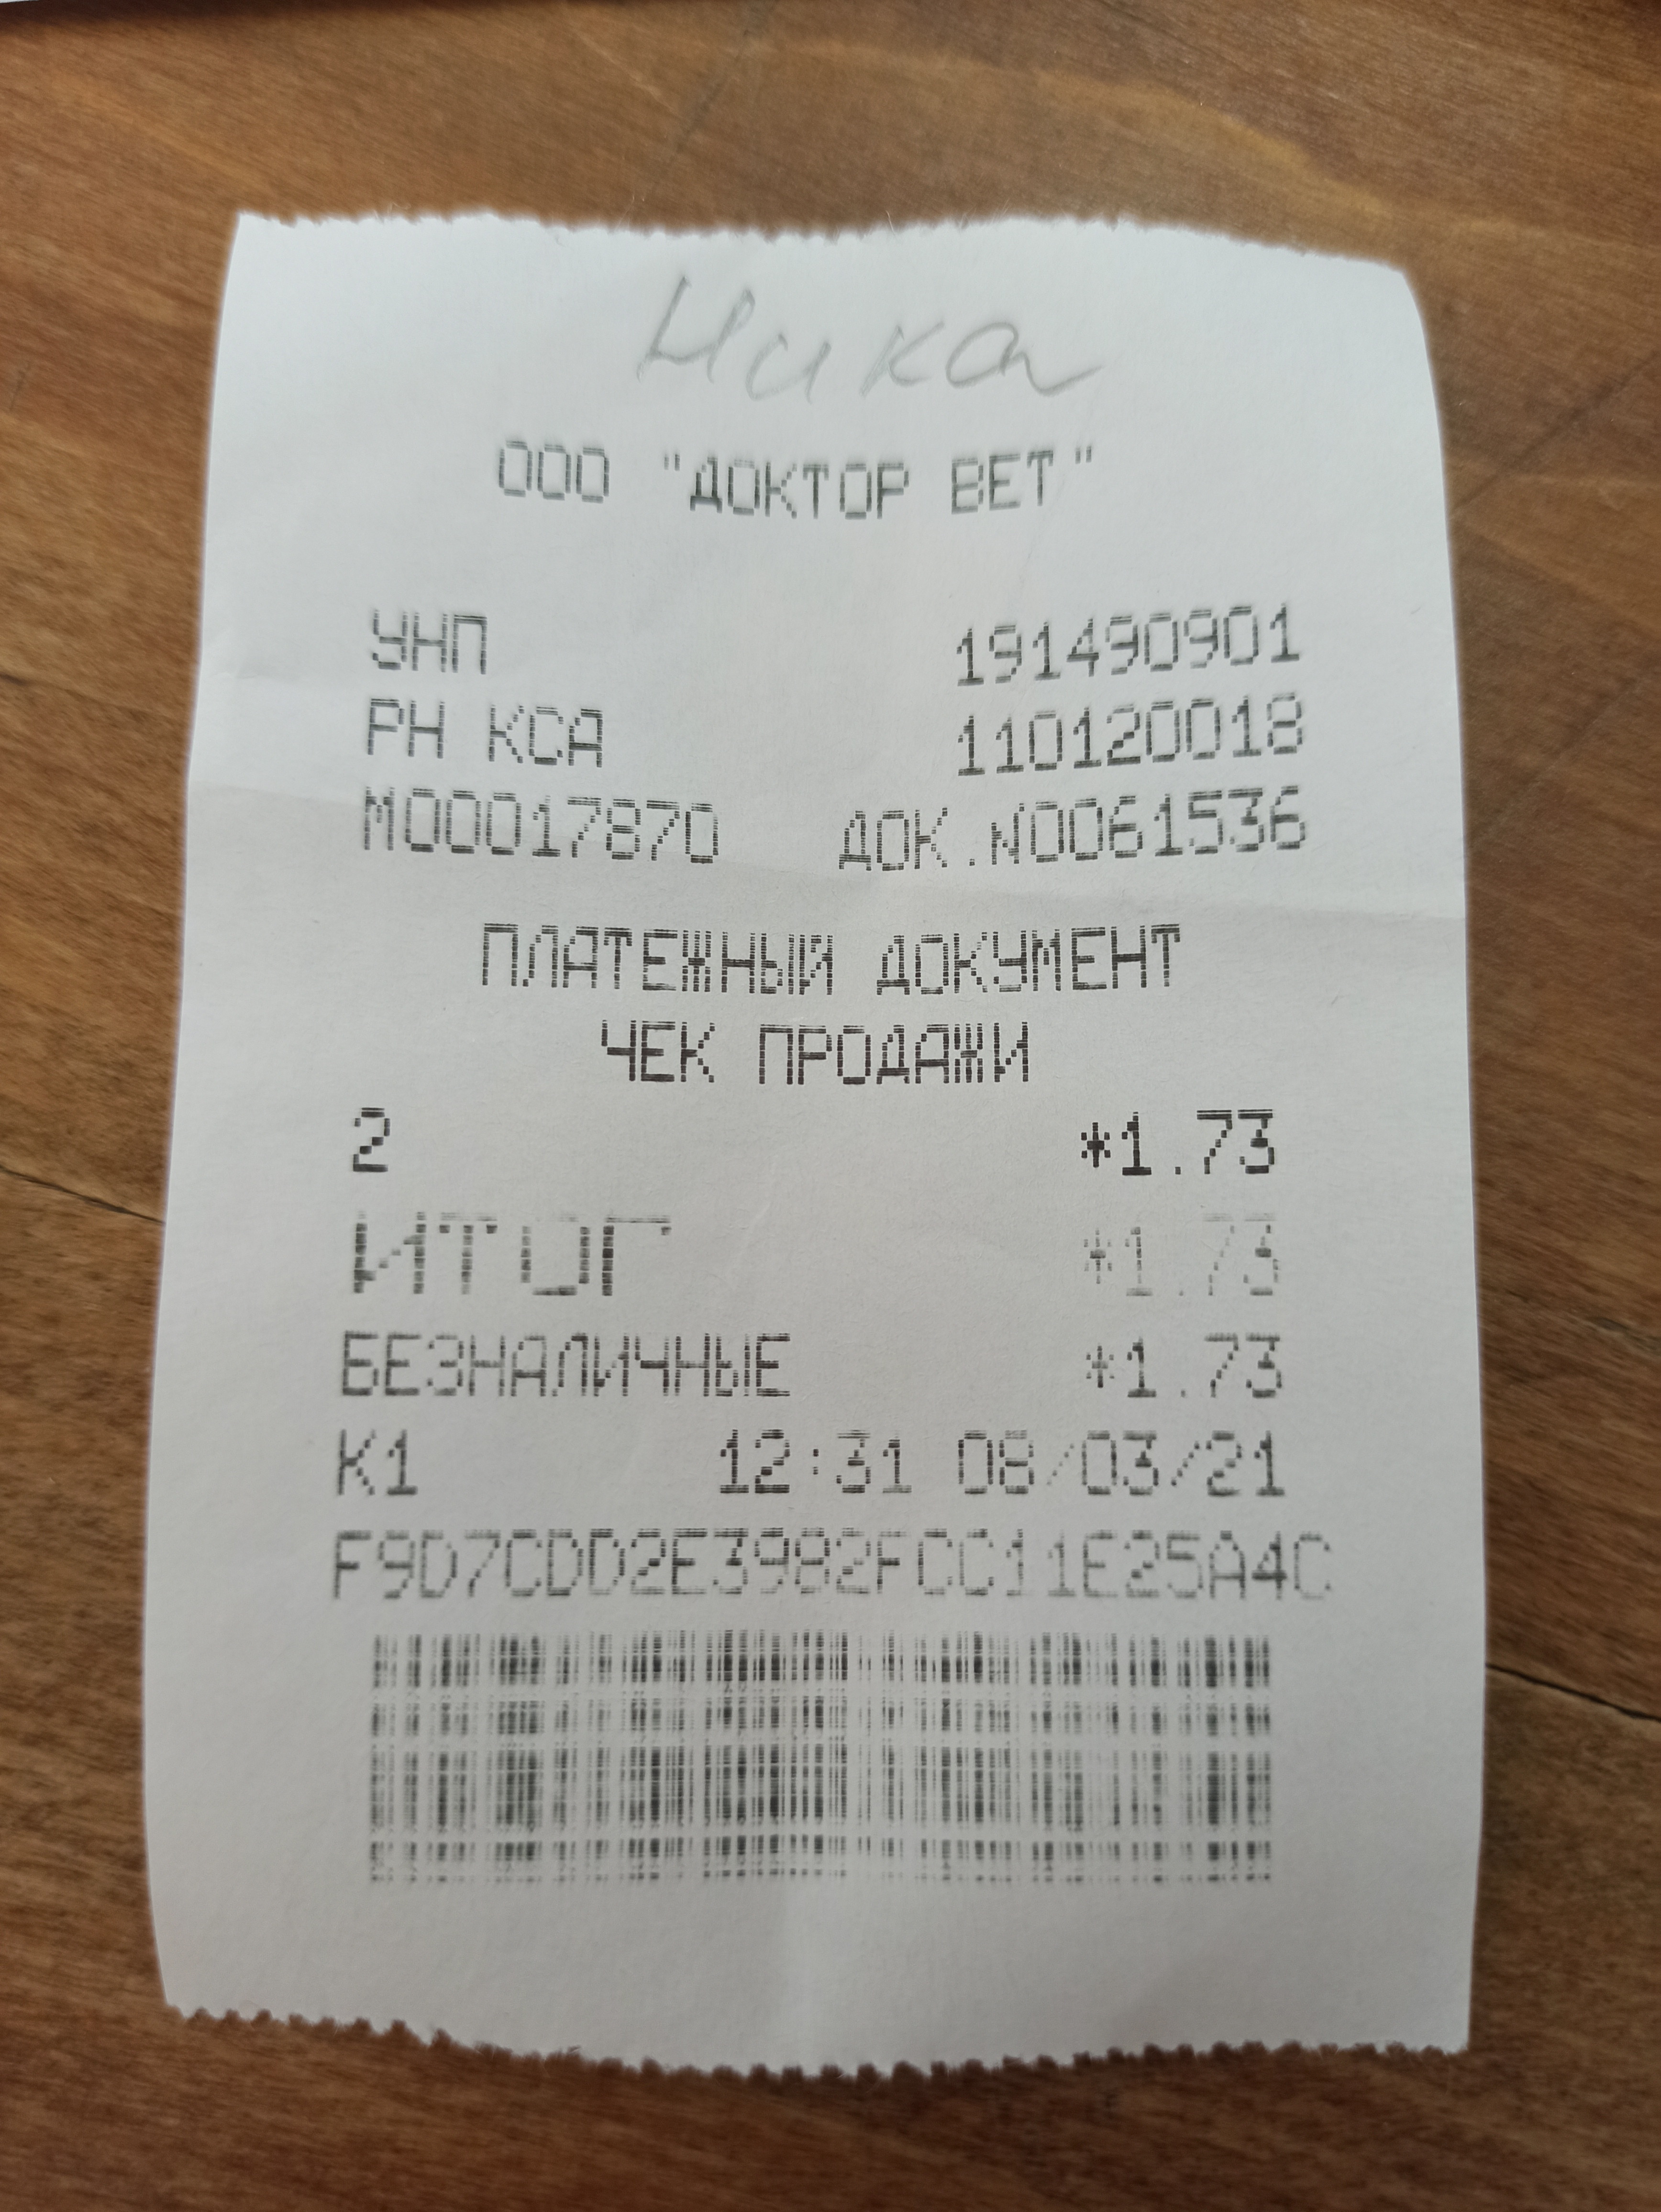 Ника
ООО "ДОКТОР ВЕТ"
УНП 191490901
РН КСА 110120018
М00017870 ДОК.N0061536
ПЛАТЕЖНЫЙ ДОКУМЕНТ
ЧЕК ПРОДАЖИ
2 *1.73
ИТОГ *1.73
БЕЗНАЛИЧНЫЕ *1.73
К1 12:31 08/03/21
F9D7CDD2E3982FCC11E25A4C